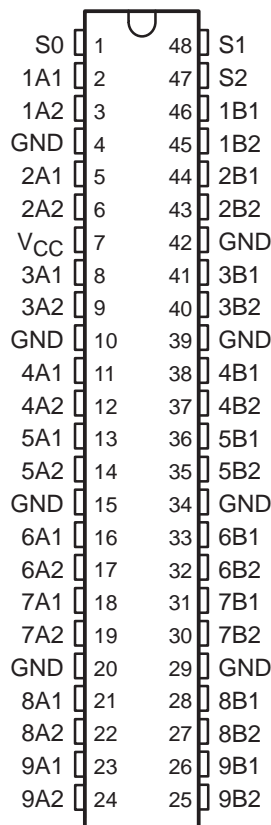 S0 1 48 S1
1A1 2 47 S2
1A2 3 46 1B1
GND 4 45 1B2
2A1 5 44 2B1
2A2 6 43 2B2
VCC 7 42 GND
3A1 8 41 3B1
3A2 9 40 3B2
GND 10 39 GND
4A1 11 38 4B1
4A2 12 37 4B2
5A1 13 36 5B1
5A2 14 35 5B2
GND 15 34 GND
6A1 16 33 6B1
6A2 17 32 6B2
7A1 18 31 7B1
7A2 19 30 7B2
GND 20 29 GND
8A1 21 28 8B1
8A2 22 27 8B2
9A1 23 26 9B1
9A2 24 25 9B2